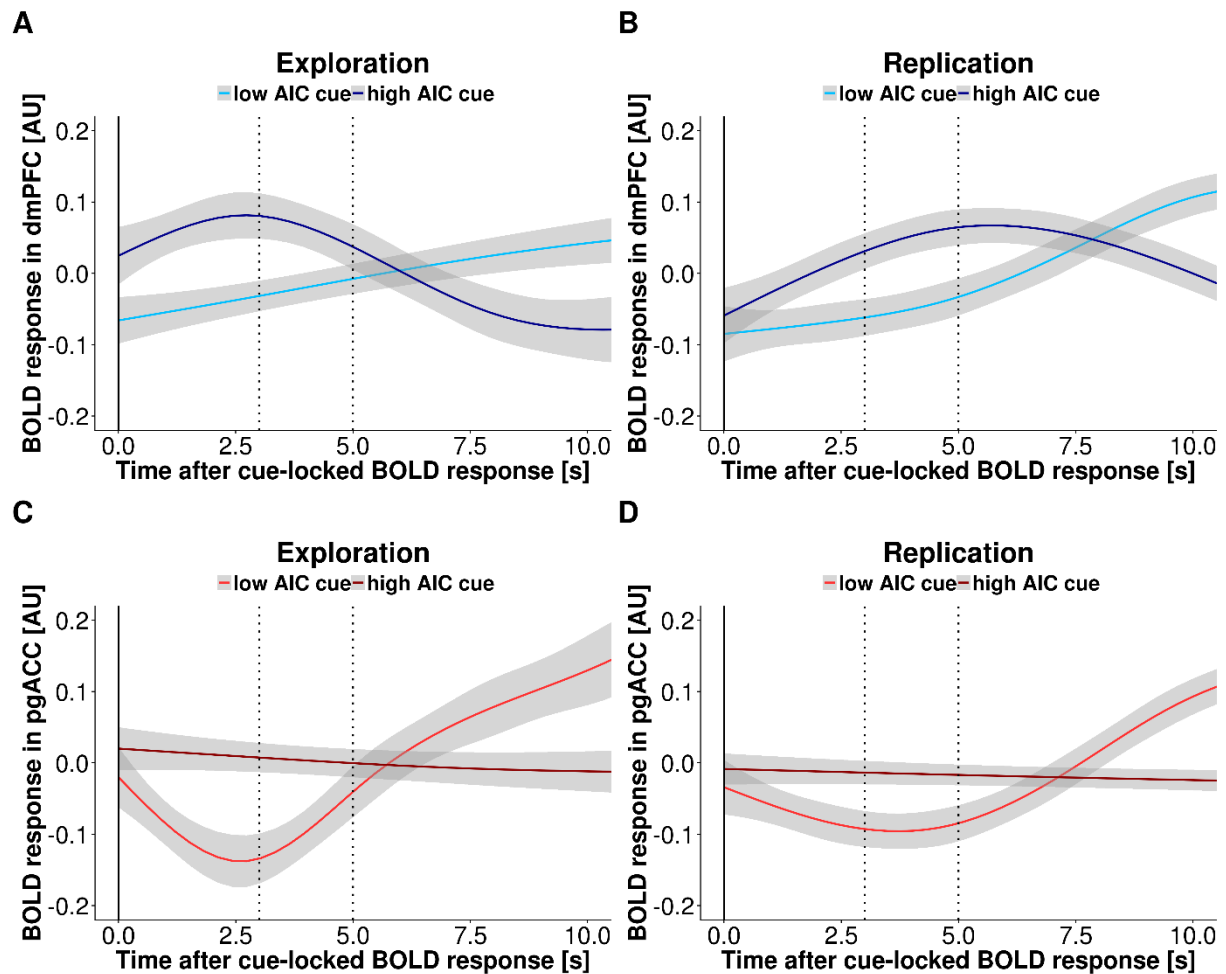 A
Exploration
low AIC cue high AIC cue
BOLD response in dmPFC [AU]
0.2
0.1
0.0
-0.1
-0.2
0.0 2.5 5.0 7.5 10.0
Time after cue-locked BOLD response [s]
B
Replication
low AIC cue high AIC cue
BOLD response in dmPFC [AU]
0.2
0.1
0.0
-0.1
-0.2
0.0 2.5 5.0 7.5 10.0
Time after cue-locked BOLD response [s]
C
Exploration
low AIC cue high AIC cue
BOLD response in pgACC [AU]
0.2
0.1
0.0
-0.1
-0.2
0.0 2.5 5.0 7.5 10.0
Time after cue-locked BOLD response [s]
D
Replication
low AIC cue high AIC cue
BOLD response in pgACC [AU]
0.2
0.1
0.0
-0.1
-0.2
0.0 2.5 5.0 7.5 10.0
Time after cue-locked BOLD response [s]